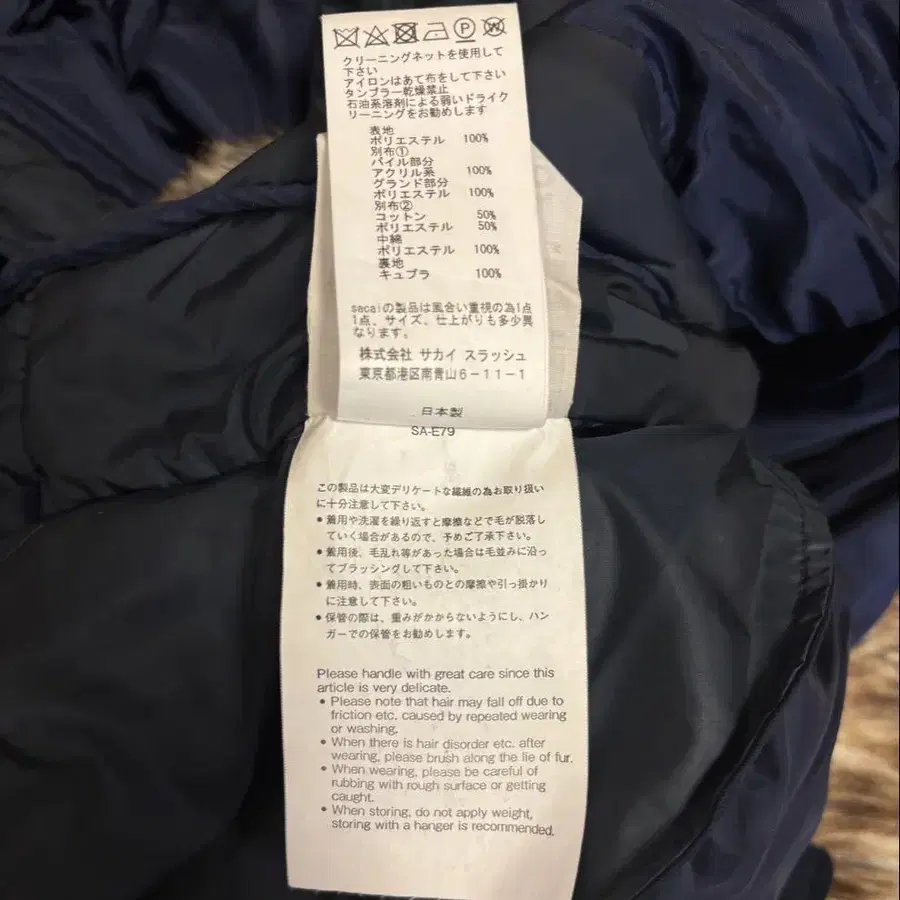 P W
クリーニングネットを使用して
下さい
アイロンはあて布をして下さい
タンブラー乾燥禁止
石油系溶剤による弱いドライク
リーニングをお勧めします
表地
ポリエステル 100%
別布①
パイル部分
アクリル系 100%
グランド部分
ポリエステル 100%
別布②
コットン 50%
ポリエステル 50%
中綿
ポリエステル 100%
裏地
キュプラ 100%
sacaiの製品は風合い重視の為1点
1点、サイズ、仕上がりも多少異
なります。
株式会社 サカイ スラッシュ
東京都港区南青山6-11-1
日本製
SA-E79
この製品は大変デリケートな繊維の為お取り扱い
に十分注意して下さい。
●着用や洗濯を繰り返すと摩擦などで毛が脱落し
ていく場合があるので、予めご了承下さい。
●着用後、毛乱れ等があった場合は毛並みに沿っ
てブラッシングして下さい。
●着用時、表面の粗いものとの摩擦や引っ掛かり
に注意して下さい。
●保管の際は、重みがかからないようにし、ハン
ガーでの保管をお勧めします。
Please handle with great care since this
article is very delicate.
● Please note that hair may fall off due to
friction etc. caused by repeated wearing
or washing.
● When there is hair disorder etc. after
wearing, please brush along the lie of fur.
● When wearing, please be careful of
rubbing with rough surface or getting
caught.
● When storing, do not apply weight,
storing with a hanger is recommended.